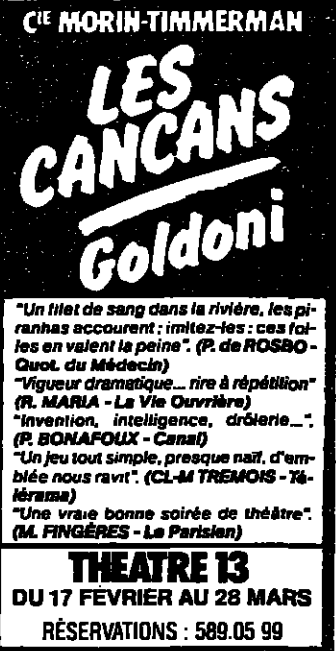 CIE MORIN-TIMMERMAN
LES
CANCANS
Goldoni
"Un filet de sang dans la rivière, les pi-
ranhas accourent ; imitez-les : ces fol-
les en valent la peine". (P. de ROSBO -
Quot. du Médecin)
"Vigueur dramatique... rire à répétition"
(R. MARIA - La Vie Ouvrière)
"Invention, intelligence, drôlerie...".
(P. BONAFOUX - Canal)
"Un jeu tout simple, presque naïf, d'em-
blée nous ravit". (CL-M TREMOIS - Té-
lérama)
"Une vraie bonne soirée de théâtre".
(M. FINGÈRES - Le Parisien)
THEATRE 13
DU 17 FÉVRIER AU 28 MARS
RÉSERVATIONS : 589.05 99